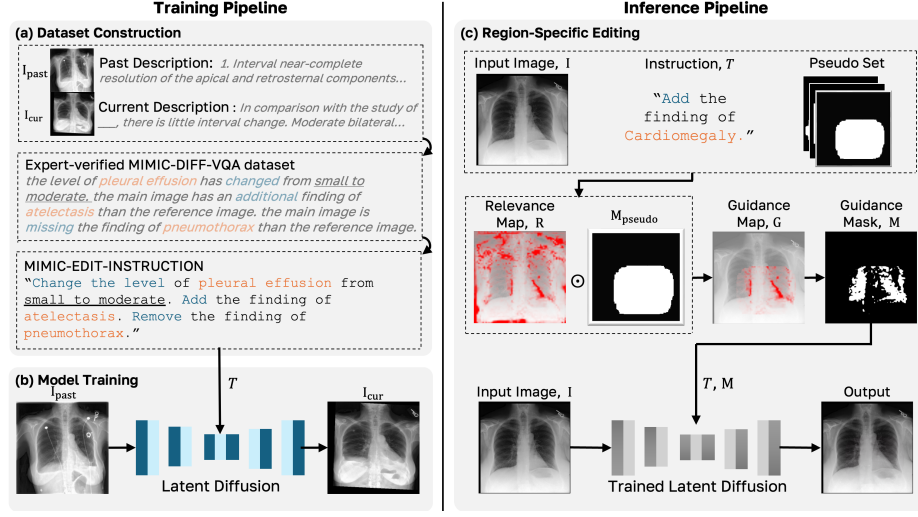 Training Pipeline
(a) Dataset Construction
I_past
Past Description: 1. Interval near-complete
resolution of the apical and retrosternal components...
I_cur
Current Description : In comparison with the study of
___, there is little interval change. Moderate bilateral...
Expert-verified MIMIC-DIFF-VQA dataset
the level of pleural effusion has changed from small to
moderate. the main image has an additional finding of
atelectasis than the reference image. the main image is
missing the finding of pneumothorax than the reference image.
MIMIC-EDIT-INSTRUCTION
“Change the level of pleural effusion from
small to moderate. Add the finding of
atelectasis. Remove the finding of
pneumothorax.”
(b) Model Training
I_past
T
I_cur
Latent Diffusion
Inference Pipeline
(c) Region-Specific Editing
Input Image, I
Instruction, T
Pseudo Set
“Add the
finding of
Cardiomegaly.”
Relevance
Map, R
M_pseudo
Guidance
Map, G
Guidance
Mask, M
Input Image, I
T, M
Output
Trained Latent Diffusion